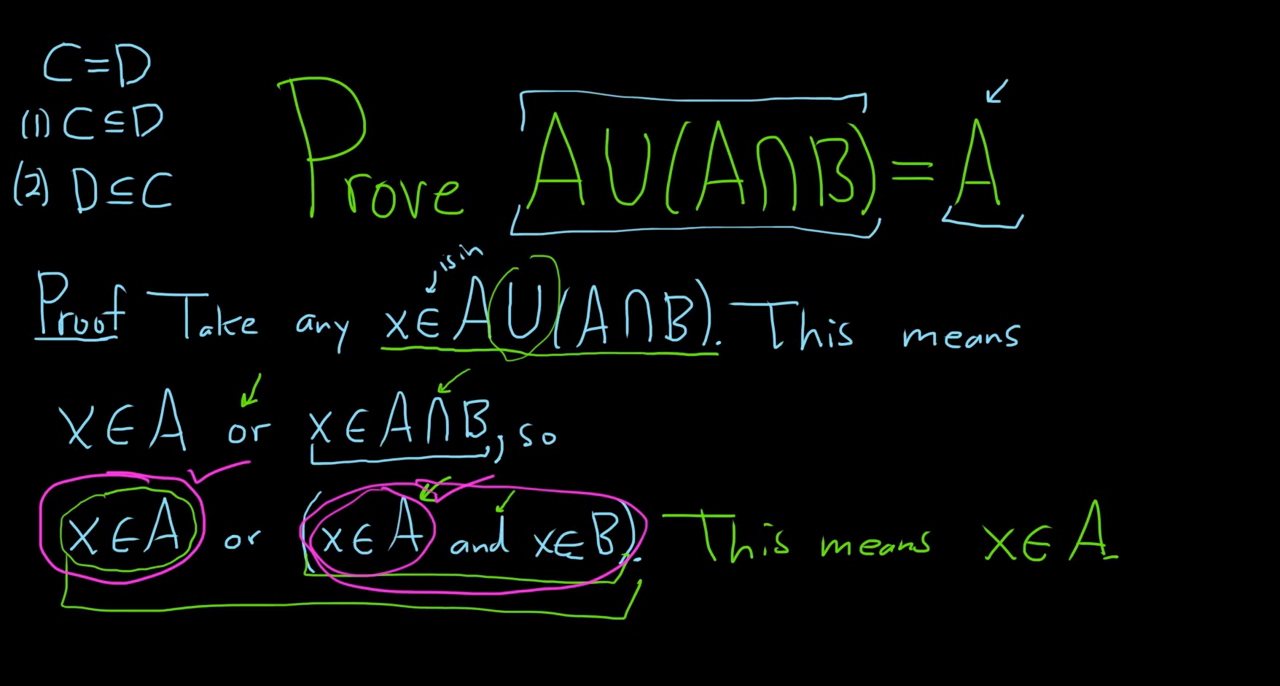 C=D
(1) C⊆D
(2) D⊆C
Prove A∪(A∩B)=A
is in
Proof Take any x∈A∪(A∩B). This means
x∈A or x∈A∩B, so
x∈A or (x∈A and x∈B). This means x∈A